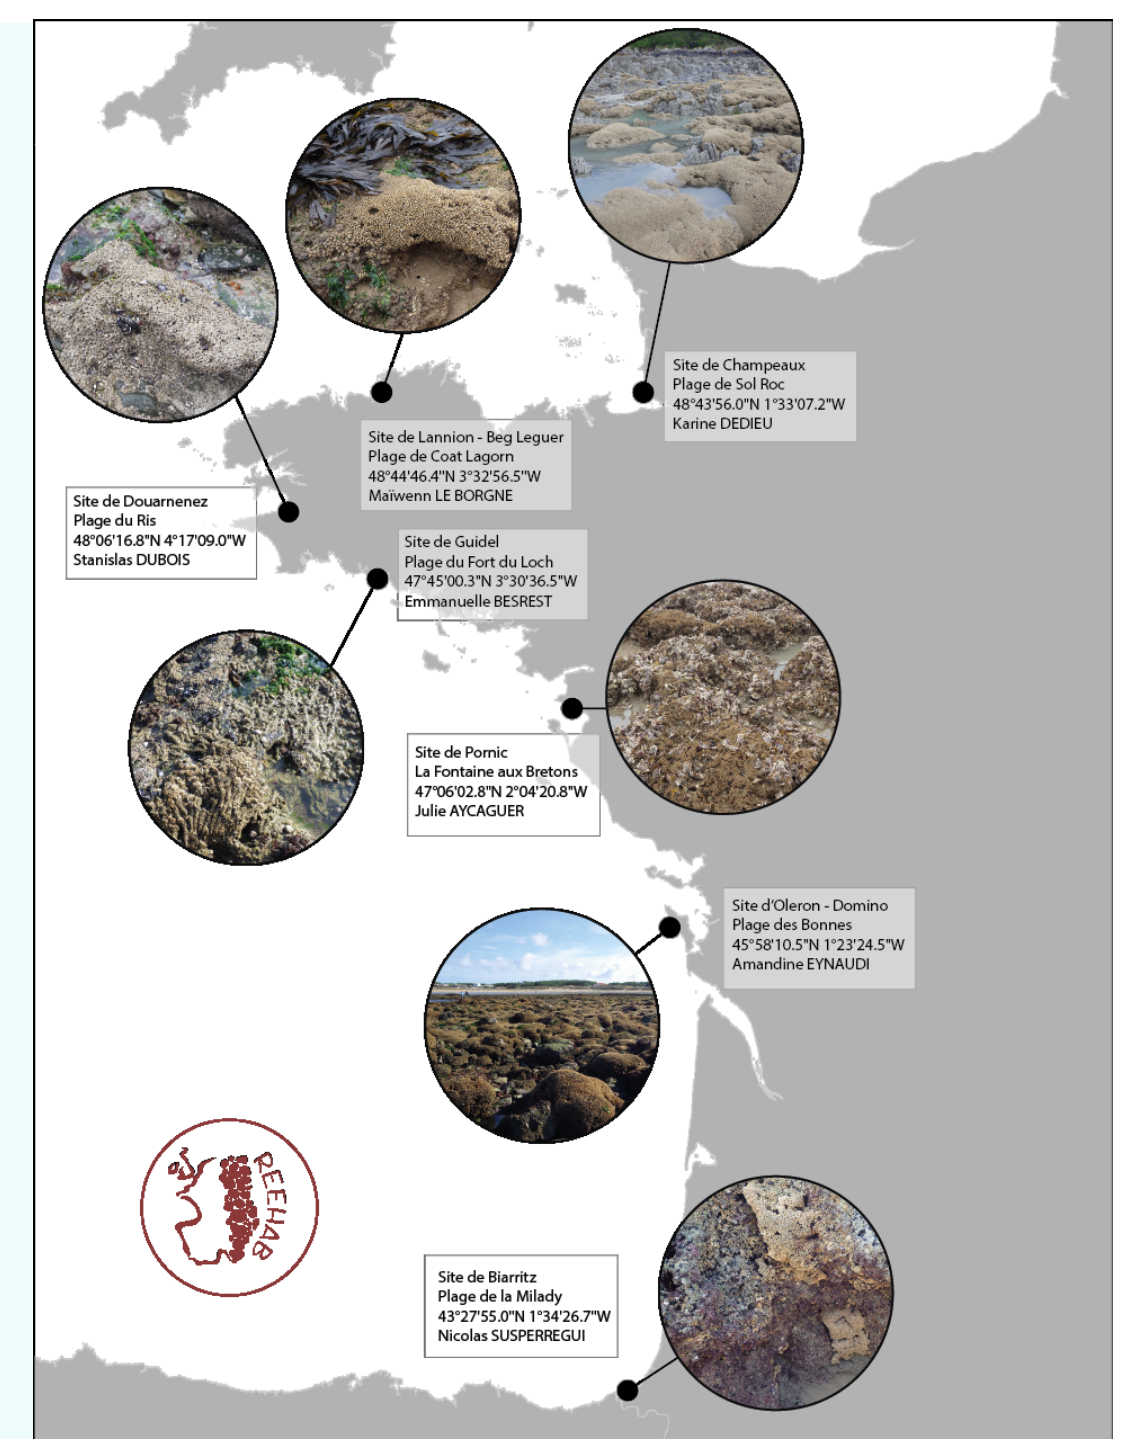 Site de Champeaux
Plage de Sol Roc
48°43'56.0"N 1°33'07.2"W
Karine DEDIEU
Site de Lannion - Beg Leguer
Plage de Coat Lagorn
48°44'46.4"N 3°32'56.5"W
Maïwenn LE BORGNE
Site de Douarnenez
Plage du Ris
48°06'16.8"N 4°17'09.0"W
Stanislas DUBOIS
Site de Guidel
Plage du Fort du Loch
47°45'00.3"N 3°30'36.5"W
Emmanuelle BESREST
Site de Pornic
La Fontaine aux Bretons
47°06'02.8"N 2°04'20.8"W
Julie AYCAGUER
Site d'Oleron - Domino
Plage des Bonnes
45°58'10.5"N 1°23'24.5"W
Amandine EYNAUDI
REEHAB
Site de Biarritz
Plage de la Milady
43°27'55.0"N 1°34'26.7"W
Nicolas SUSPERREGUI